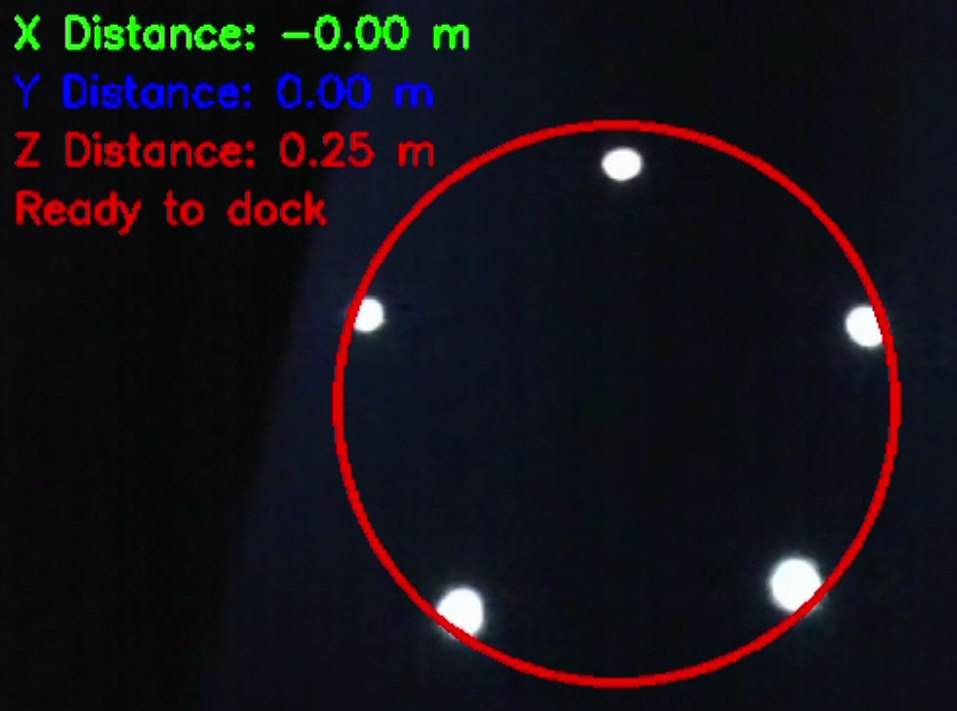 X Distance: -0.00 m
Y Distance: 0.00 m
Z Distance: 0.25 m
Ready to dock